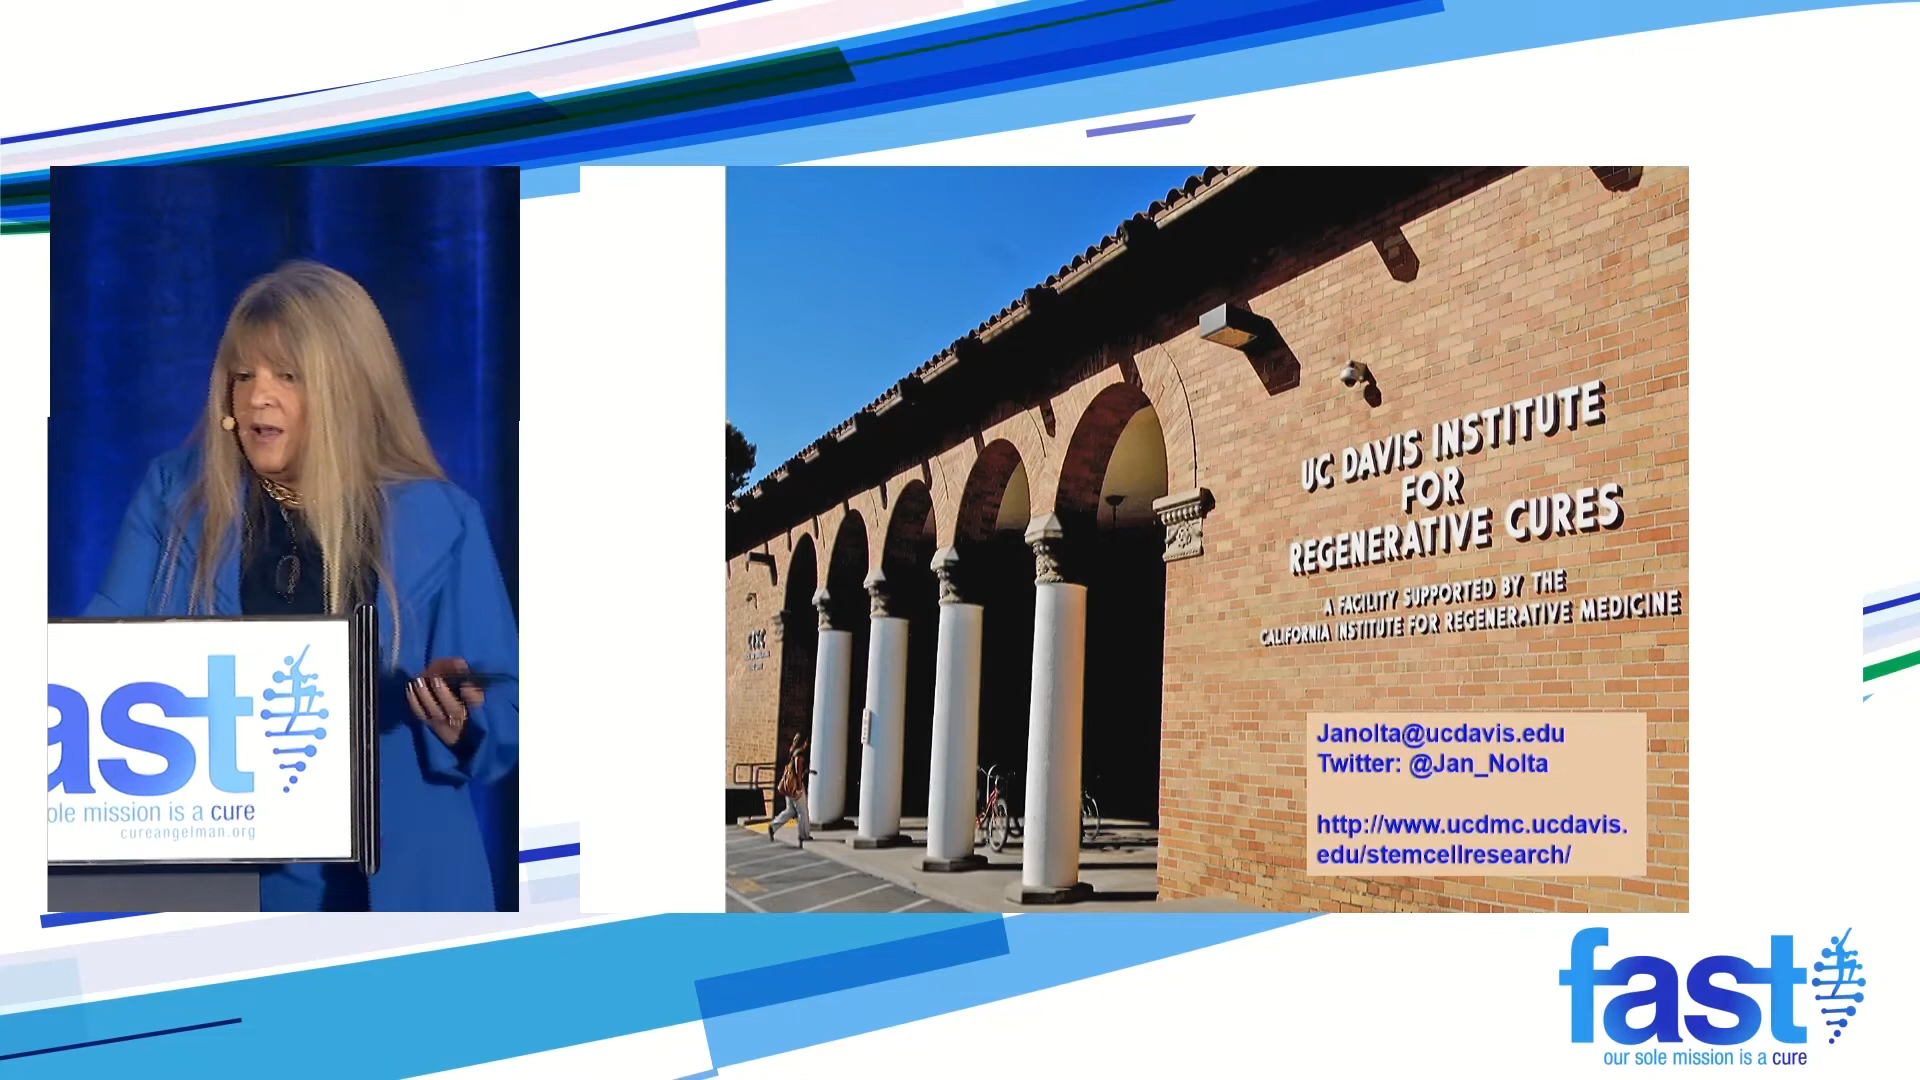 fast
ole mission is a cure
cureangelman.org
UC DAVIS INSTITUTE
FOR
REGENERATIVE CURES
A FACILITY SUPPORTED BY THE
CALIFORNIA INSTITUTE FOR REGENERATIVE MEDICINE
Janolta@ucdavis.edu
Twitter: @Jan_Nolta
http://www.ucdmc.ucdavis.
edu/stemcellresearch/
fast
our sole mission is a cure